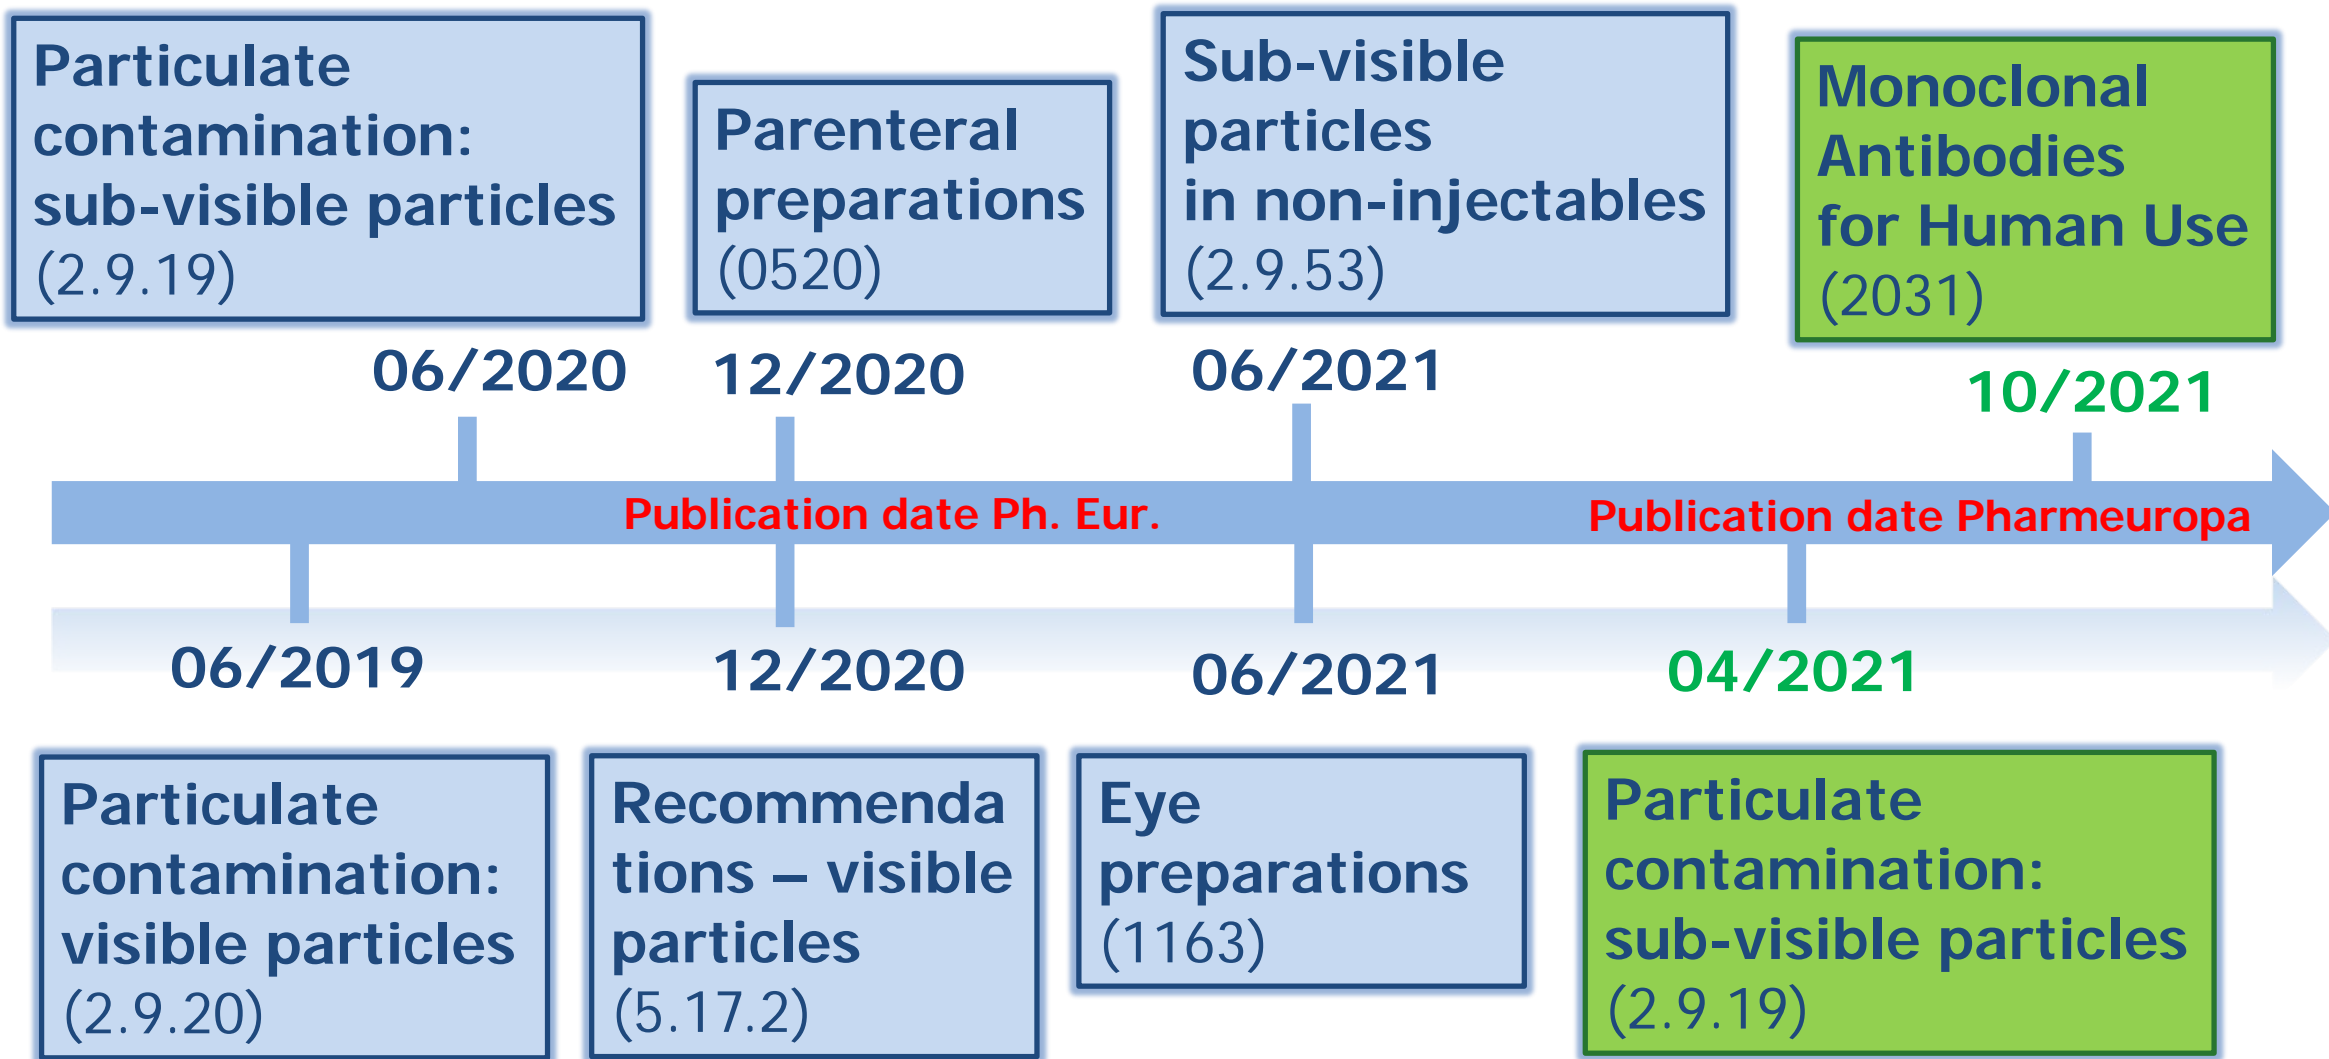 Particulate
contamination:
sub-visible particles
(2.9.19)
Parenteral
preparations
(0520)
Sub-visible
particles
in non-injectables
(2.9.53)
Monoclonal
Antibodies
for Human Use
(2031)
06/2020
12/2020
06/2021
10/2021
Publication date Ph. Eur.
Publication date Pharmeuropa
06/2019
12/2020
06/2021
04/2021
Particulate
contamination:
visible particles
(2.9.20)
Recommenda
tions – visible
particles
(5.17.2)
Eye
preparations
(1163)
Particulate
contamination:
sub-visible particles
(2.9.19)